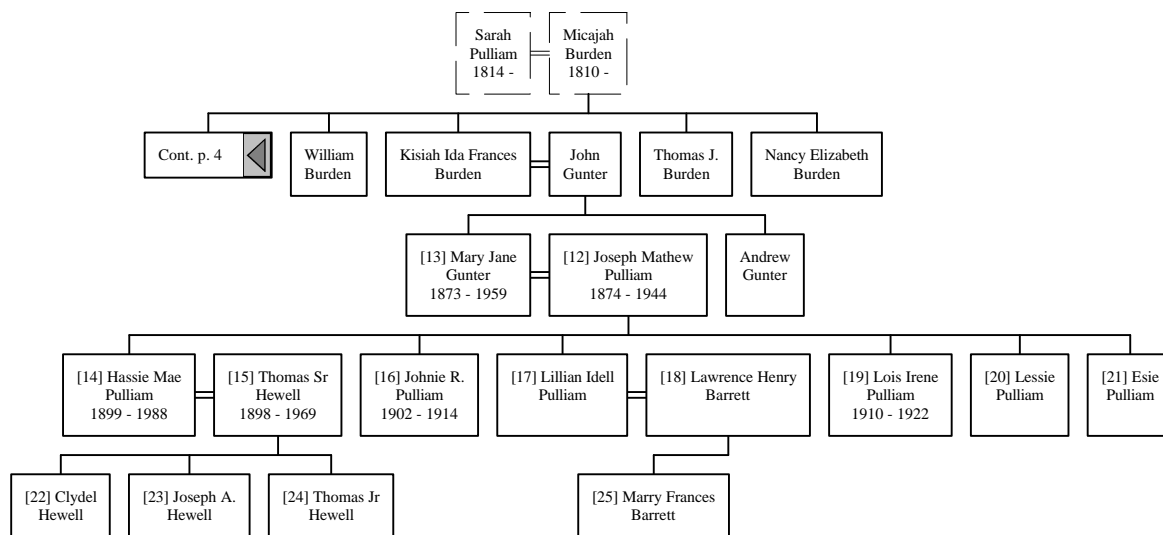 Sarah
Pulliam
1814 -
Micajah
Burden
1810 -
Cont. p. 4
William
Burden
Kisiah Ida Frances
Burden
John
Gunter
Thomas J.
Burden
Nancy Elizabeth
Burden
[13] Mary Jane
Gunter
1873 - 1959
[12] Joseph Mathew
Pulliam
1874 - 1944
Andrew
Gunter
[14] Hassie Mae
Pulliam
1899 - 1988
[15] Thomas Sr
Hewell
1898 - 1969
[16] Johnie R.
Pulliam
1902 - 1914
[17] Lillian Idell
Pulliam
[18] Lawrence Henry
Barrett
[19] Lois Irene
Pulliam
1910 - 1922
[20] Lessie
Pulliam
[21] Esie
Pulliam
[22] Clydel
Hewell
[23] Joseph A.
Hewell
[24] Thomas Jr
Hewell
[25] Marry Frances
Barrett